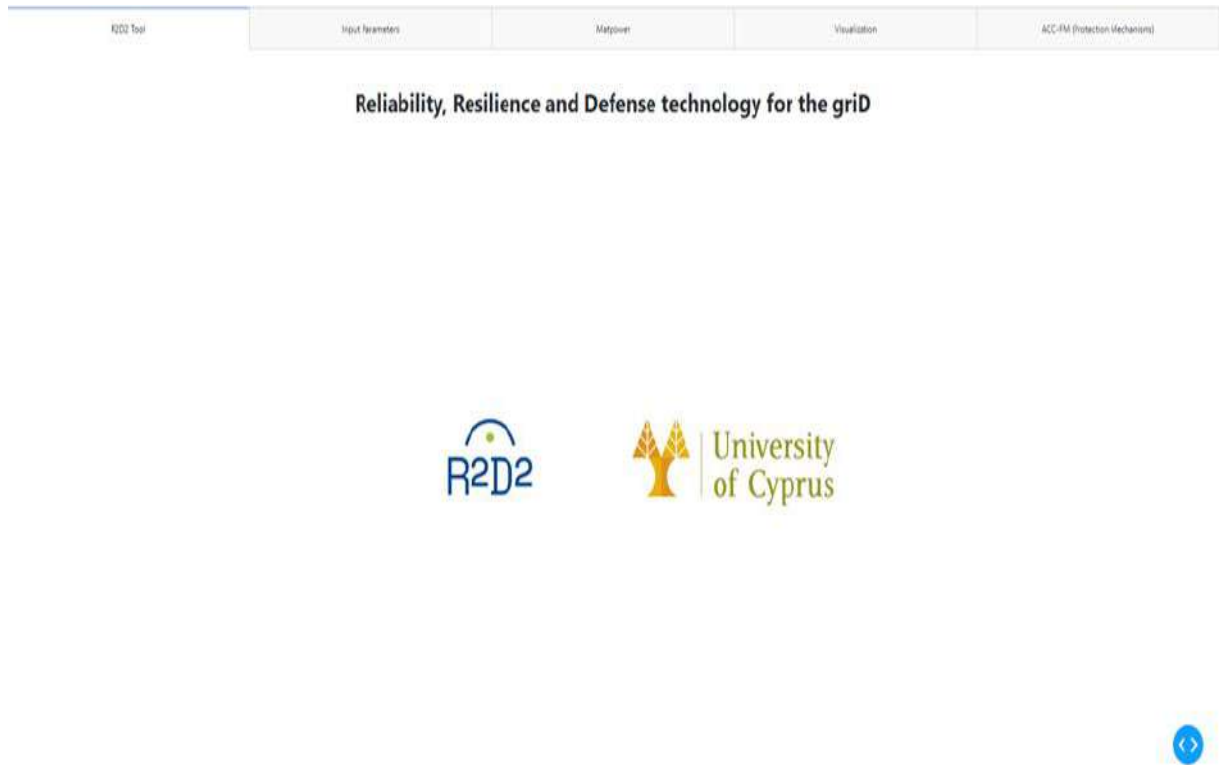 R2D2 Tool
Input Parameters
Matpower
Visualization
ACC-FM (Protection Mechanisms)
Reliability, Resilience and Defense technology for the griD
R2D2
University
of Cyprus